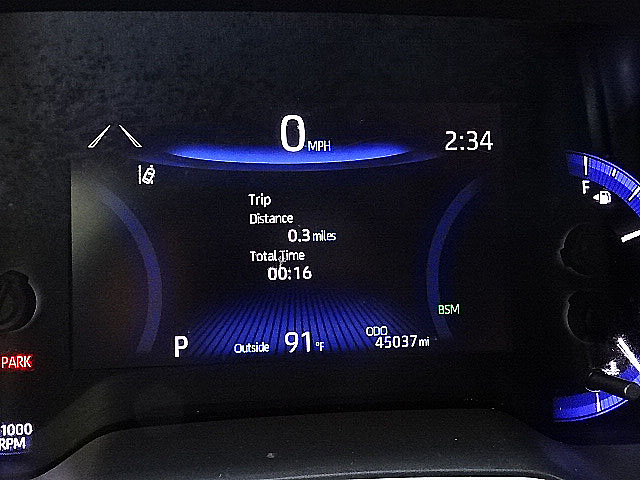 0 MPH
2:34
F
Trip
Distance
0.3 miles
Total Time
00:16
BSM
P
Outside 91 °F
ODO
45037 mi
PARK
1000
RPM